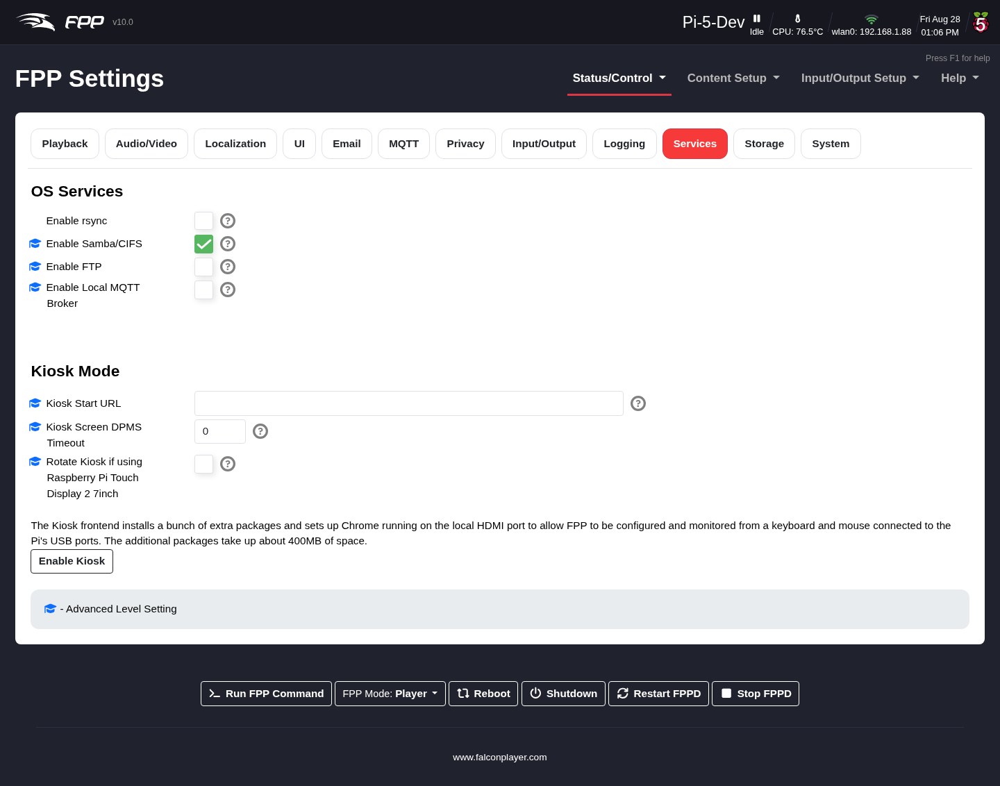 FPP v10.0
Pi-5-Dev
Idle
CPU: 76.5°C
wlan0: 192.168.1.88
Fri Aug 28
01:06 PM
5
Press F1 for help
FPP Settings
Status/Control
Content Setup
Input/Output Setup
Help
Playback
Audio/Video
Localization
UI
Email
MQTT
Privacy
Input/Output
Logging
Services
Storage
System
OS Services
Enable rsync
Enable Samba/CIFS
Enable FTP
Enable Local MQTT
Broker
Kiosk Mode
Kiosk Start URL
Kiosk Screen DPMS
Timeout
0
Rotate Kiosk if using
Raspberry Pi Touch
Display 2 7inch
The Kiosk frontend installs a bunch of extra packages and sets up Chrome running on the local HDMI port to allow FPP to be configured and monitored from a keyboard and mouse connected to the
Pi's USB ports. The additional packages take up about 400MB of space.
Enable Kiosk
- Advanced Level Setting
Run FPP Command
FPP Mode: Player
Reboot
Shutdown
Restart FPPD
Stop FPPD
www.falconplayer.com